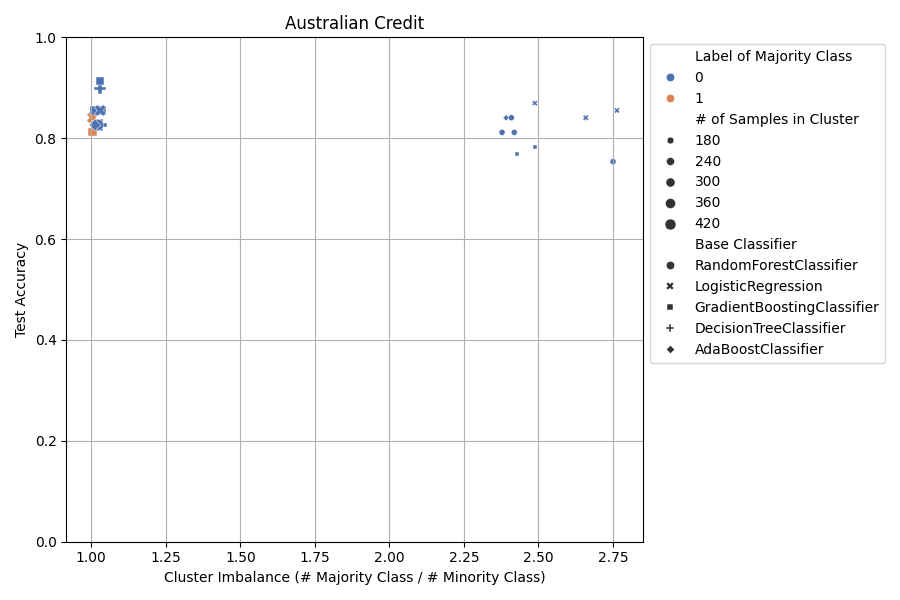 Australian Credit
1.0
0.8
0.6
0.4
0.2
0.0
Test Accuracy
1.00
1.25
1.50
1.75
2.00
2.25
2.50
2.75
Cluster Imbalance (# Majority Class / # Minority Class)
Label of Majority Class
0
1
# of Samples in Cluster
180
240
300
360
420
Base Classifier
RandomForestClassifier
LogisticRegression
GradientBoostingClassifier
DecisionTreeClassifier
AdaBoostClassifier